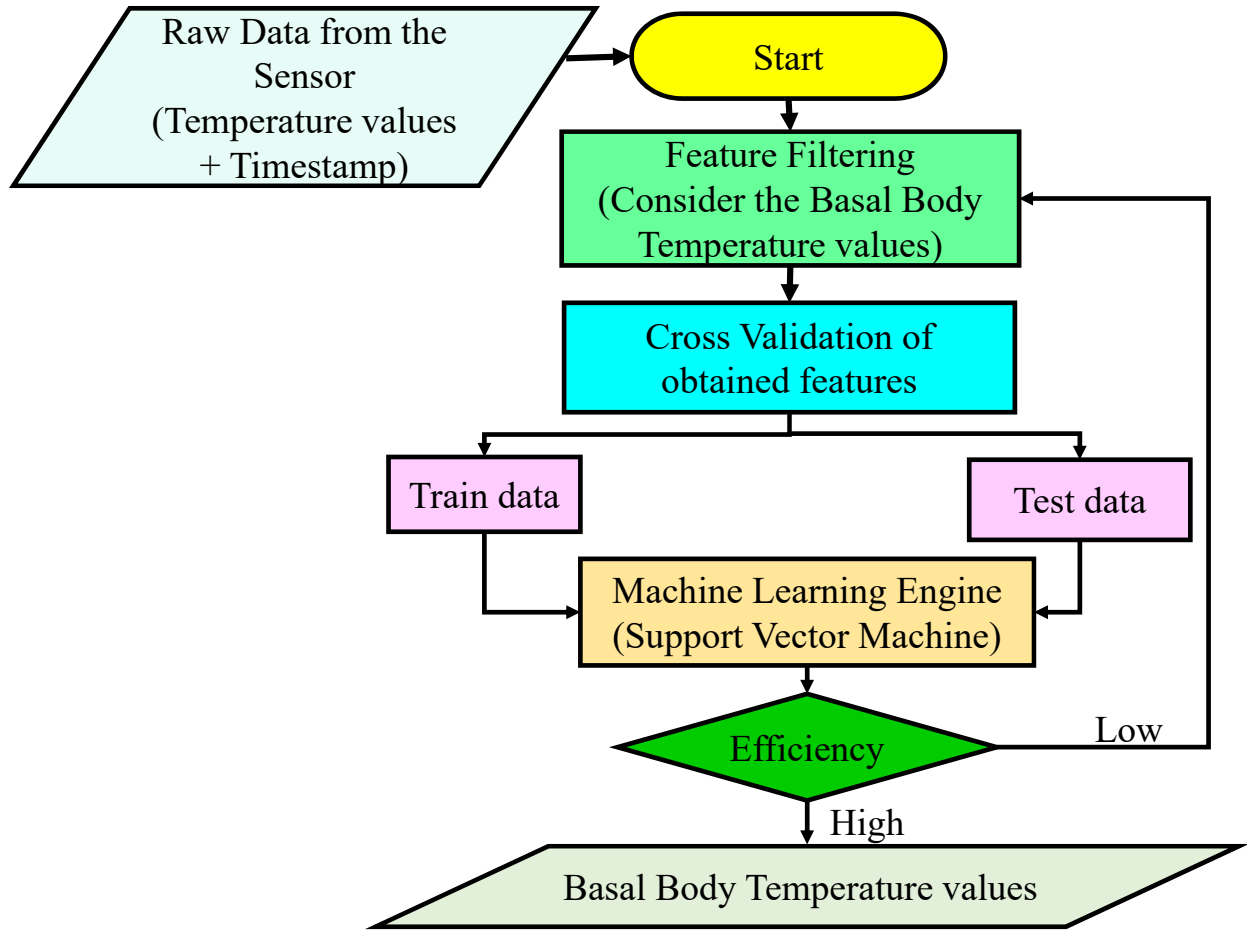 Raw Data from the
Sensor
(Temperature values
+ Timestamp)
Start
Feature Filtering
(Consider the Basal Body
Temperature values)
Cross Validation of
obtained features
Train data
Test data
Machine Learning Engine
(Support Vector Machine)
Efficiency
Low
High
Basal Body Temperature values